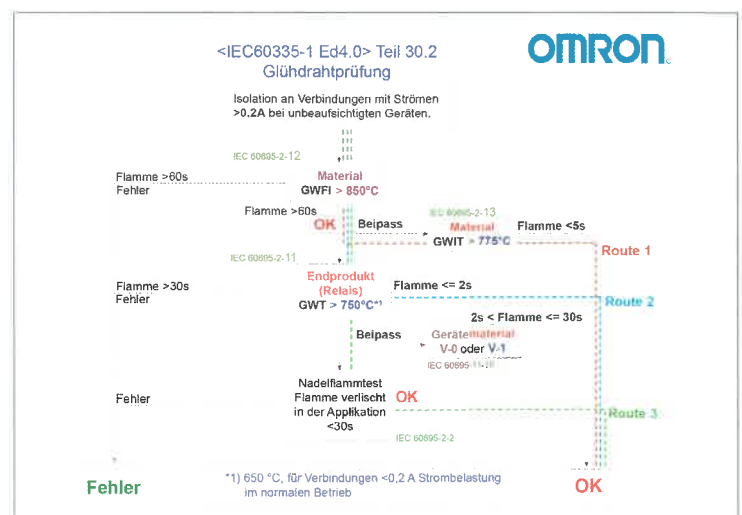 <IEC60335-1 Ed4.0> Teil 30.2
Glühdrahtprüfung
OMRON
Isolation an Verbindungen mit Strömen
>0,2A bei unbeaufsichtigten Geräten.
IEC 60695-2-12
Flamme >60s
Fehler
Material
GWFI > 850°C
Flamme >60s
OK
Beipass
IEC 60695-2-13
Material
GWIT > 775°C
Flamme <5s
Route 1
IEC 60695-2-11
Flamme >30s
Fehler
Endprodukt
(Relais)
GWT > 750°C*¹⁾
Flamme <= 2s
Route 2
2s < Flamme <= 30s
Beipass
Gerätematerial
V-0 oder V-1
IEC 60695-11-10
Fehler
Nadelflammtest
Flamme verlischt
in der Applikation
<30s
OK
Route 3
IEC 60695-2-2
Fehler
*1) 650 °C, für Verbindungen <0,2 A Strombelastung
im normalen Betrieb
OK